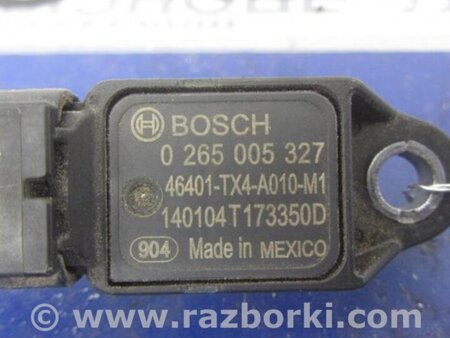 BOSCH
0 265 005 327
46401-TX4-A010-M1
140104T173350D
904 Made in MEXICO
© www.razborki.com